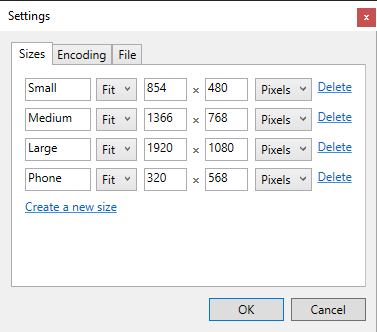 Settings x
Sizes Encoding File
Small Fit 854 × 480 Pixels Delete
Medium Fit 1366 × 768 Pixels Delete
Large Fit 1920 × 1080 Pixels Delete
Phone Fit 320 × 568 Pixels Delete
Create a new size
OK Cancel